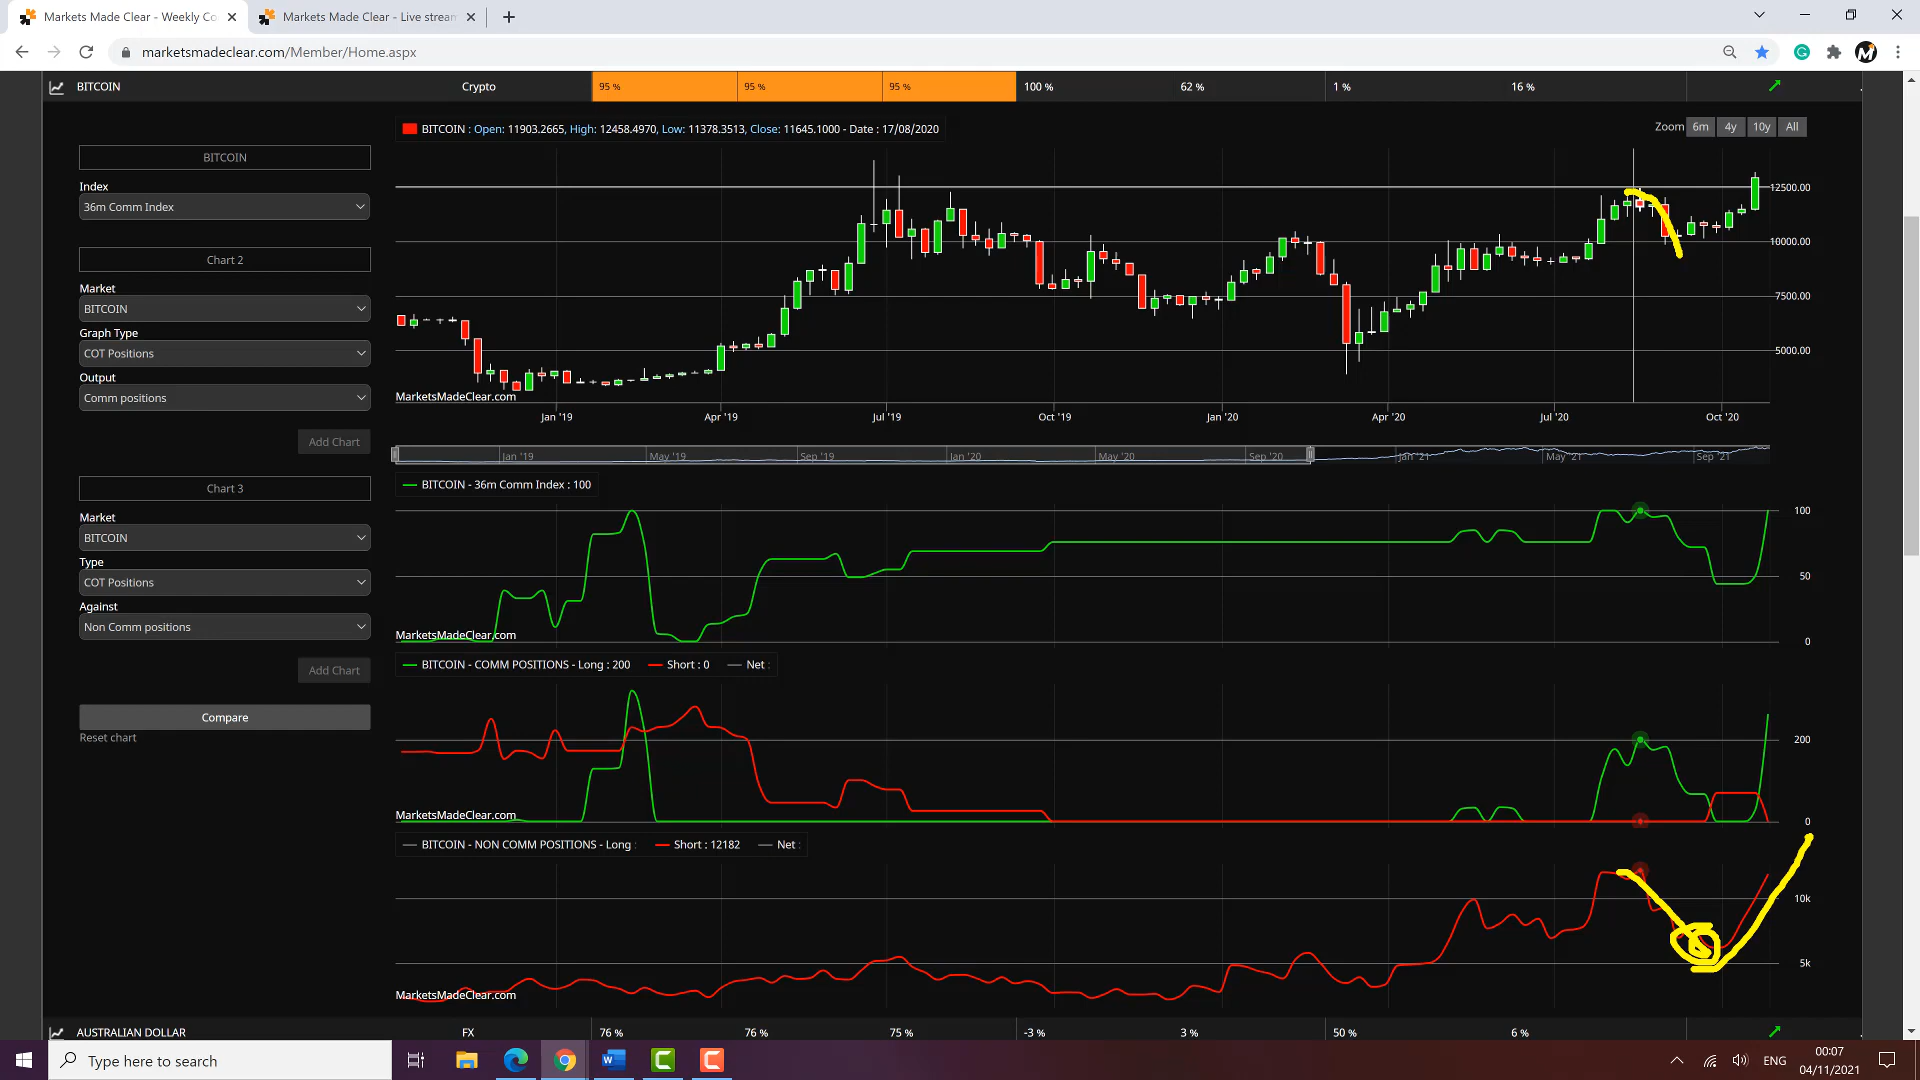 Markets Made Clear - Weekly Co
Markets Made Clear - Live stream
marketsmadeclear.com/Member/Home.aspx
BITCOIN Crypto 95 % 95 % 95 % 100 % 62 % 1 % 16 %
BITCOIN : Open: 11903.2665, High: 12458.4970, Low: 11378.3513, Close: 11645.1000 - Date : 17/08/2020
Zoom 6m 4y 10y All
BITCOIN
Index
36m Comm Index
Chart 2
Market
BITCOIN
Graph Type
COT Positions
Output
Comm positions
Add Chart
Chart 3
Market
BITCOIN
Type
COT Positions
Against
Non Comm positions
Add Chart
Compare
Reset chart
12500.00
10000.00
7500.00
5000.00
MarketsMadeClear.com
Jan '19 Apr '19 Jul '19 Oct '19 Jan '20 Apr '20 Jul '20 Oct '20
Jan '19 May '19 Sep '19 Jan '20 May '20 Sep '20 Jan '21 May '21 Sep '21
BITCOIN - 36m Comm Index : 100
100
50
0
MarketsMadeClear.com
BITCOIN - COMM POSITIONS - Long : 200 Short : 0 Net :
200
0
MarketsMadeClear.com
BITCOIN - NON COMM POSITIONS - Long : Short : 12182 Net :
10k
5k
MarketsMadeClear.com
AUSTRALIAN DOLLAR FX 76 % 76 % 75 % -3 % 3 % 50 % 6 %
Type here to search
ENG
00:07
04/11/2021